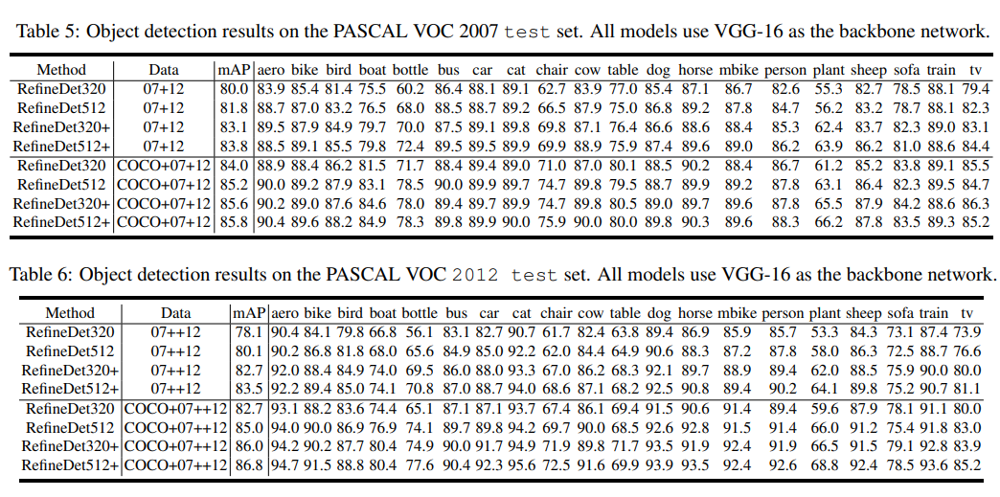 Table 5: Object detection results on the PASCAL VOC 2007 test set. All models use VGG-16 as the backbone network.
Method Data mAP aero bike bird boat bottle bus car cat chair cow table dog horse mbike person plant sheep sofa train tv
RefineDet320 07+12 80.0 83.9 85.4 81.4 75.5 60.2 86.4 88.1 89.1 62.7 83.9 77.0 85.4 87.1 86.7 82.6 55.3 82.7 78.5 88.1 79.4
RefineDet512 07+12 81.8 88.7 87.0 83.2 76.5 68.0 88.5 88.7 89.2 66.5 87.9 75.0 86.8 89.2 87.8 84.7 56.2 83.2 78.7 88.1 82.3
RefineDet320+ 07+12 83.1 89.5 87.9 84.9 79.7 70.0 87.5 89.1 89.8 69.8 87.1 76.4 86.6 88.6 88.4 85.3 62.4 83.7 82.3 89.0 83.1
RefineDet512+ 07+12 83.8 88.5 89.1 85.5 79.8 72.4 89.5 89.5 89.9 69.9 88.9 75.9 87.4 89.6 89.0 86.2 63.9 86.2 81.0 88.6 84.4
RefineDet320 COCO+07+12 84.0 88.9 88.4 86.2 81.5 71.7 88.4 89.4 89.0 71.0 87.0 80.1 88.5 90.2 88.4 86.7 61.2 85.2 83.8 89.1 85.5
RefineDet512 COCO+07+12 85.2 90.0 89.2 87.9 83.1 78.5 90.0 89.9 89.7 74.7 89.8 79.5 88.7 89.9 89.2 87.8 63.1 86.4 82.3 89.5 84.7
RefineDet320+ COCO+07+12 85.6 90.2 89.0 87.6 84.6 78.0 89.4 89.7 89.9 74.7 89.8 80.5 89.0 89.7 89.6 87.8 65.5 87.9 84.2 88.6 86.3
RefineDet512+ COCO+07+12 85.8 90.4 89.6 88.2 84.9 78.3 89.8 89.9 90.0 75.9 90.0 80.0 89.8 90.3 89.6 88.3 66.2 87.8 83.5 89.3 85.2
Table 6: Object detection results on the PASCAL VOC 2012 test set. All models use VGG-16 as the backbone network.
Method Data mAP aero bike bird boat bottle bus car cat chair cow table dog horse mbike person plant sheep sofa train tv
RefineDet320 07++12 78.1 90.4 84.1 79.8 66.8 56.1 83.1 82.7 90.7 61.7 82.4 63.8 89.4 86.9 85.9 85.7 53.3 84.3 73.1 87.4 73.9
RefineDet512 07++12 80.1 90.2 86.8 81.8 68.0 65.6 84.9 85.0 92.2 62.0 84.4 64.9 90.6 88.3 87.2 87.8 58.0 86.3 72.5 88.7 76.6
RefineDet320+ 07++12 82.7 92.0 88.4 84.9 74.0 69.5 86.0 88.0 93.3 67.0 86.2 68.3 92.1 89.7 88.9 89.4 62.0 88.5 75.9 90.0 80.0
RefineDet512+ 07++12 83.5 92.2 89.4 85.0 74.1 70.8 87.0 88.7 94.0 68.6 87.1 68.2 92.5 90.8 89.4 90.2 64.1 89.8 75.2 90.7 81.1
RefineDet320 COCO+07++12 82.7 93.1 88.2 83.6 74.4 65.1 87.1 87.1 93.7 67.4 86.1 69.4 91.5 90.6 91.4 89.4 59.6 87.9 78.1 91.1 80.0
RefineDet512 COCO+07++12 85.0 94.0 90.0 86.9 76.9 74.1 89.7 89.8 94.2 69.7 90.0 68.5 92.6 92.8 91.5 91.4 66.0 91.2 75.4 91.8 83.0
RefineDet320+ COCO+07++12 86.0 94.2 90.2 87.7 80.4 74.9 90.0 91.7 94.9 71.9 89.8 71.7 93.5 91.9 92.4 91.9 66.5 91.5 79.1 92.8 83.9
RefineDet512+ COCO+07++12 86.8 94.7 91.5 88.8 80.4 77.6 90.4 92.3 95.6 72.5 91.6 69.9 93.9 93.5 92.4 92.6 68.8 92.4 78.5 93.6 85.2